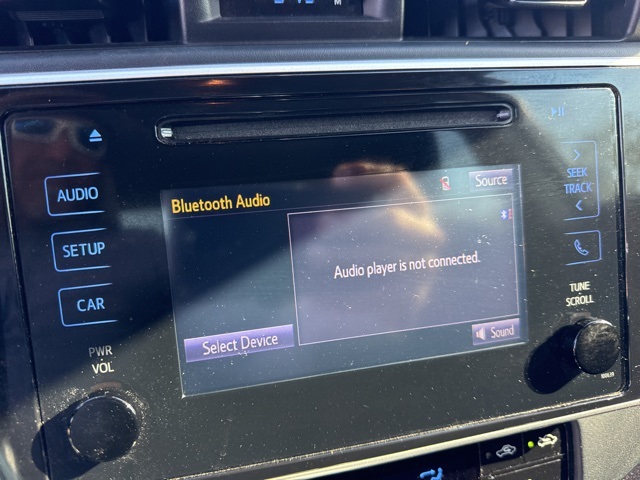 M
AUDIO
SETUP
CAR
PWR
VOL
Bluetooth Audio
Source
Audio player is not connected.
Select Device
Sound
SEEK
TRACK
TUNE
SCROLL